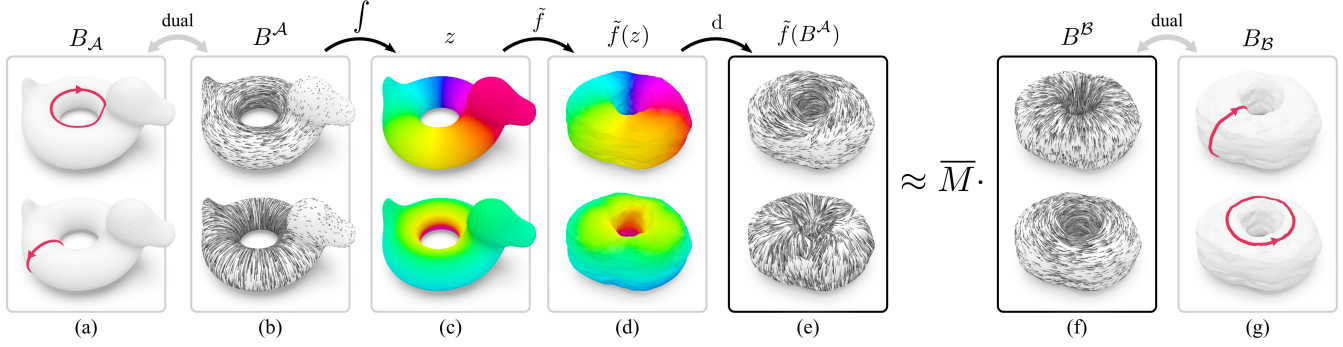 dual ∫ f̃ d dual
B_𝒜 B^𝒜 z f̃(z) f̃(B^𝒜) B^ℬ B_ℬ
≈ M̅ ·
(a) (b) (c) (d) (e) (f) (g)